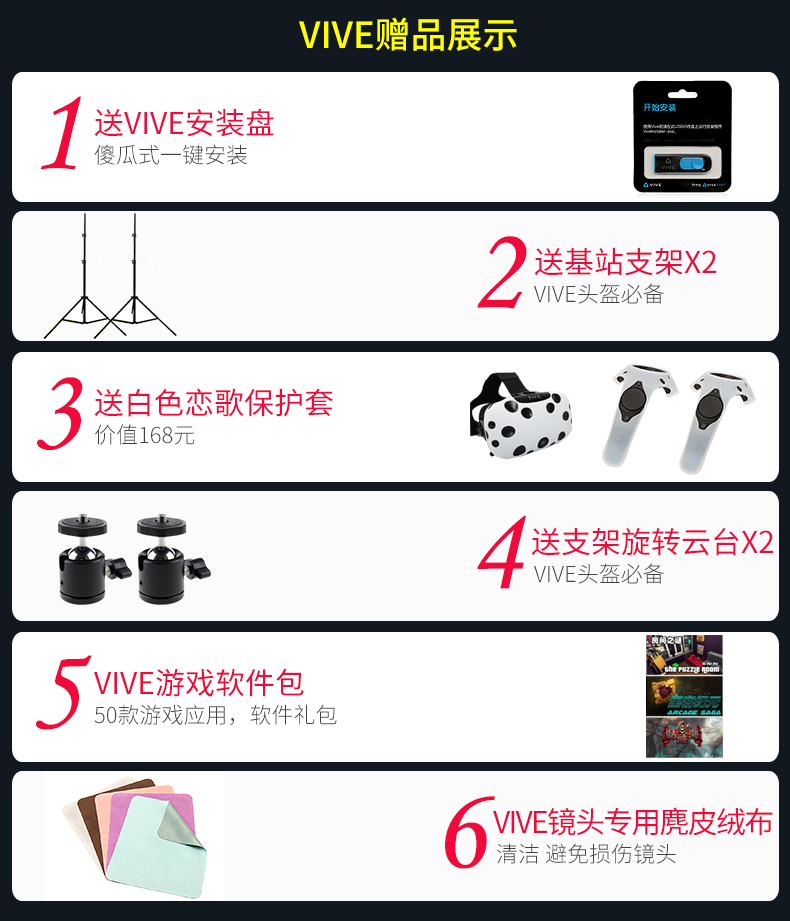 VIVE赠品展示
1
送VIVE安装盘
傻瓜式一键安装
开始安装
VIVE
VIVE
HTC
VIVEPORT
2
送基站支架X2
VIVE头盔必备
3
送白色恋歌保护套
价值168元
HTC
4
送支架旋转云台X2
VIVE头盔必备
5
VIVE游戏软件包
50款游戏应用，软件礼包
房间之谜
the PUZZLE ROOM
ARCADE SAGA
6
VIVE镜头专用麂皮绒布
清洁 避免损伤镜头